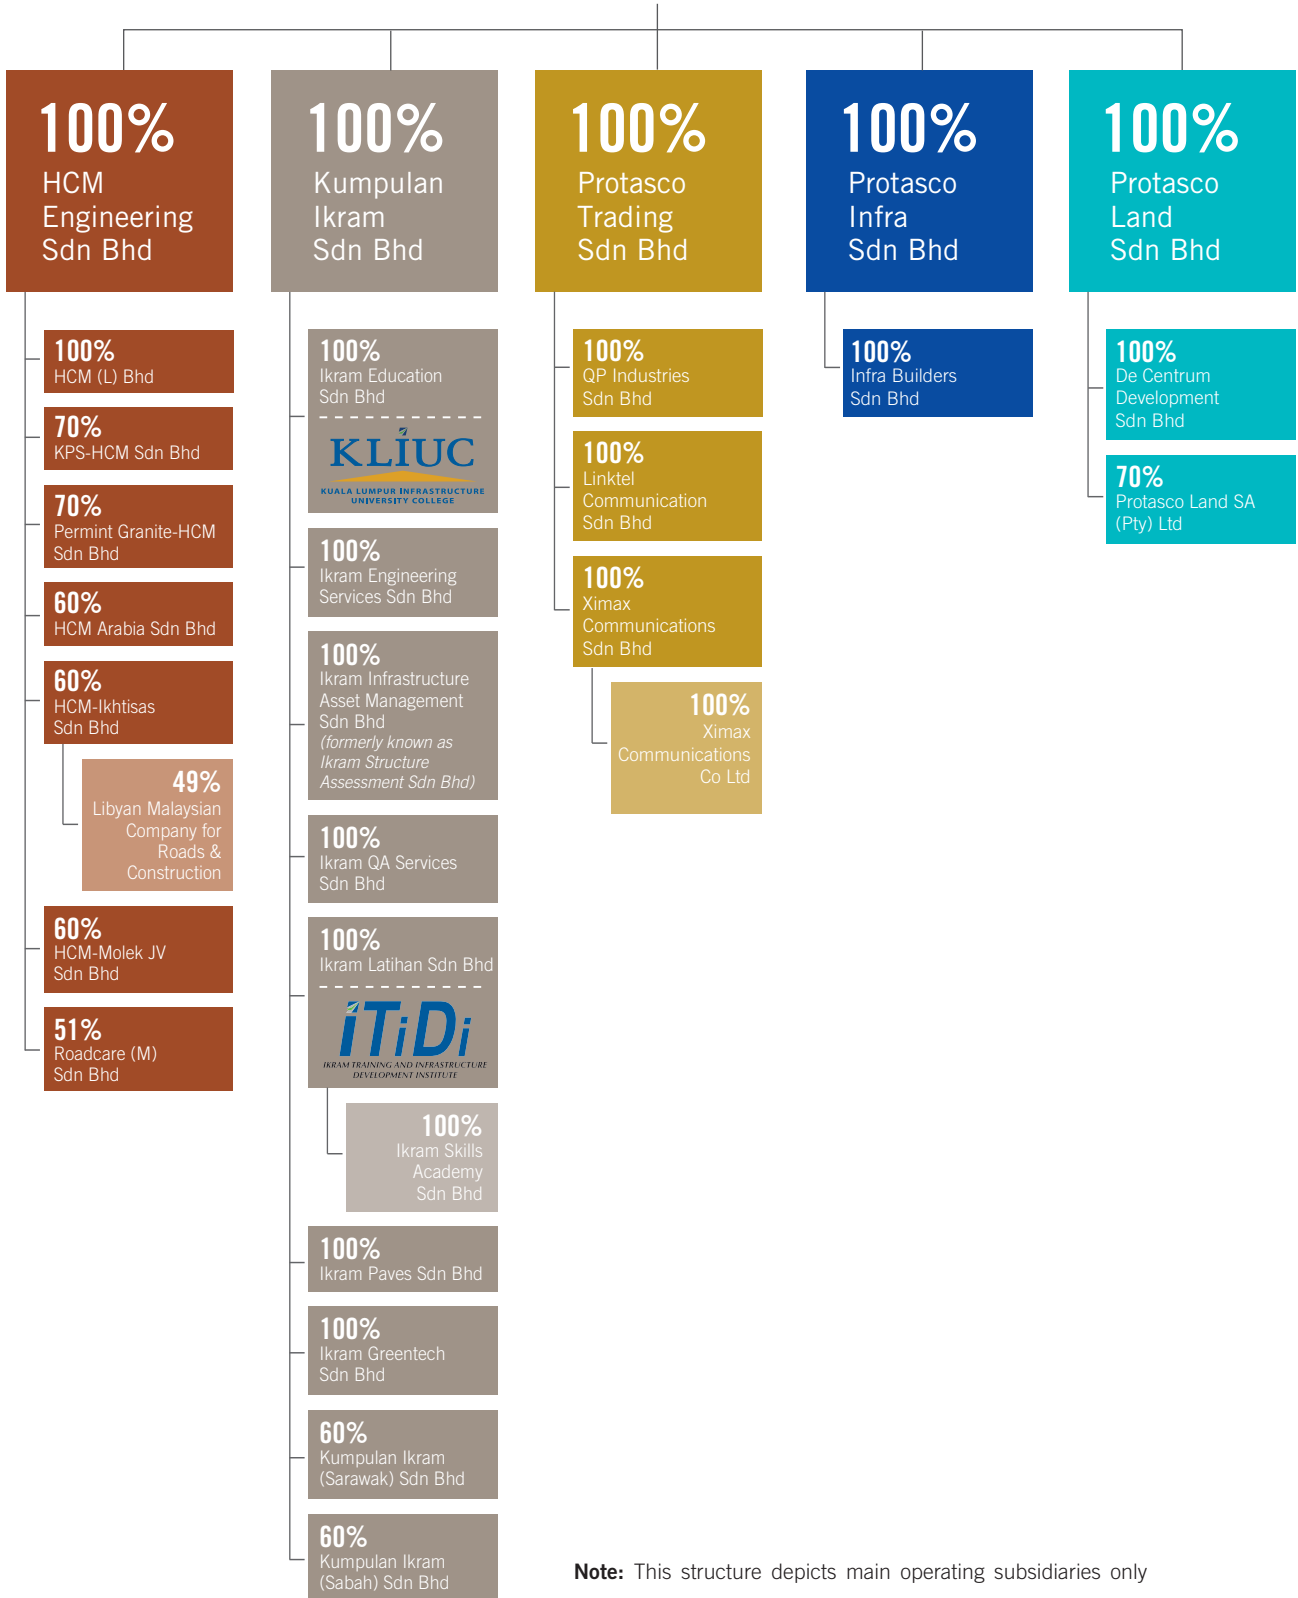 100%
HCM
Engineering
Sdn Bhd
100%
HCM (L) Bhd
70%
KPS-HCM Sdn Bhd
70%
Permint Granite-HCM
Sdn Bhd
60%
HCM Arabia Sdn Bhd
60%
HCM-Ikhtisas
Sdn Bhd
49%
Libyan Malaysian
Company for
Roads &
Construction
60%
HCM-Molek JV
Sdn Bhd
51%
Roadcare (M)
Sdn Bhd
100%
Kumpulan
Ikram
Sdn Bhd
100%
Ikram Education
Sdn Bhd
KLIUC
KUALA LUMPUR INFRASTRUCTURE
UNIVERSITY COLLEGE
100%
Ikram Engineering
Services Sdn Bhd
100%
Ikram Infrastructure
Asset Management
Sdn Bhd
(formerly known as
Ikram Structure
Assessment Sdn Bhd)
100%
Ikram QA Services
Sdn Bhd
100%
Ikram Latihan Sdn Bhd
iTiDi
IKRAM TRAINING AND INFRASTRUCTURE
DEVELOPMENT INSTITUTE
100%
Ikram Skills
Academy
Sdn Bhd
100%
Ikram Paves Sdn Bhd
100%
Ikram Greentech
Sdn Bhd
60%
Kumpulan Ikram
(Sarawak) Sdn Bhd
60%
Kumpulan Ikram
(Sabah) Sdn Bhd
100%
Protasco
Trading
Sdn Bhd
100%
QP Industries
Sdn Bhd
100%
Linktel
Communication
Sdn Bhd
100%
Ximax
Communications
Sdn Bhd
100%
Ximax
Communications
Co Ltd
100%
Protasco
Infra
Sdn Bhd
100%
Infra Builders
Sdn Bhd
100%
Protasco
Land
Sdn Bhd
100%
De Centrum
Development
Sdn Bhd
70%
Protasco Land SA
(Pty) Ltd
Note: This structure depicts main operating subsidiaries only